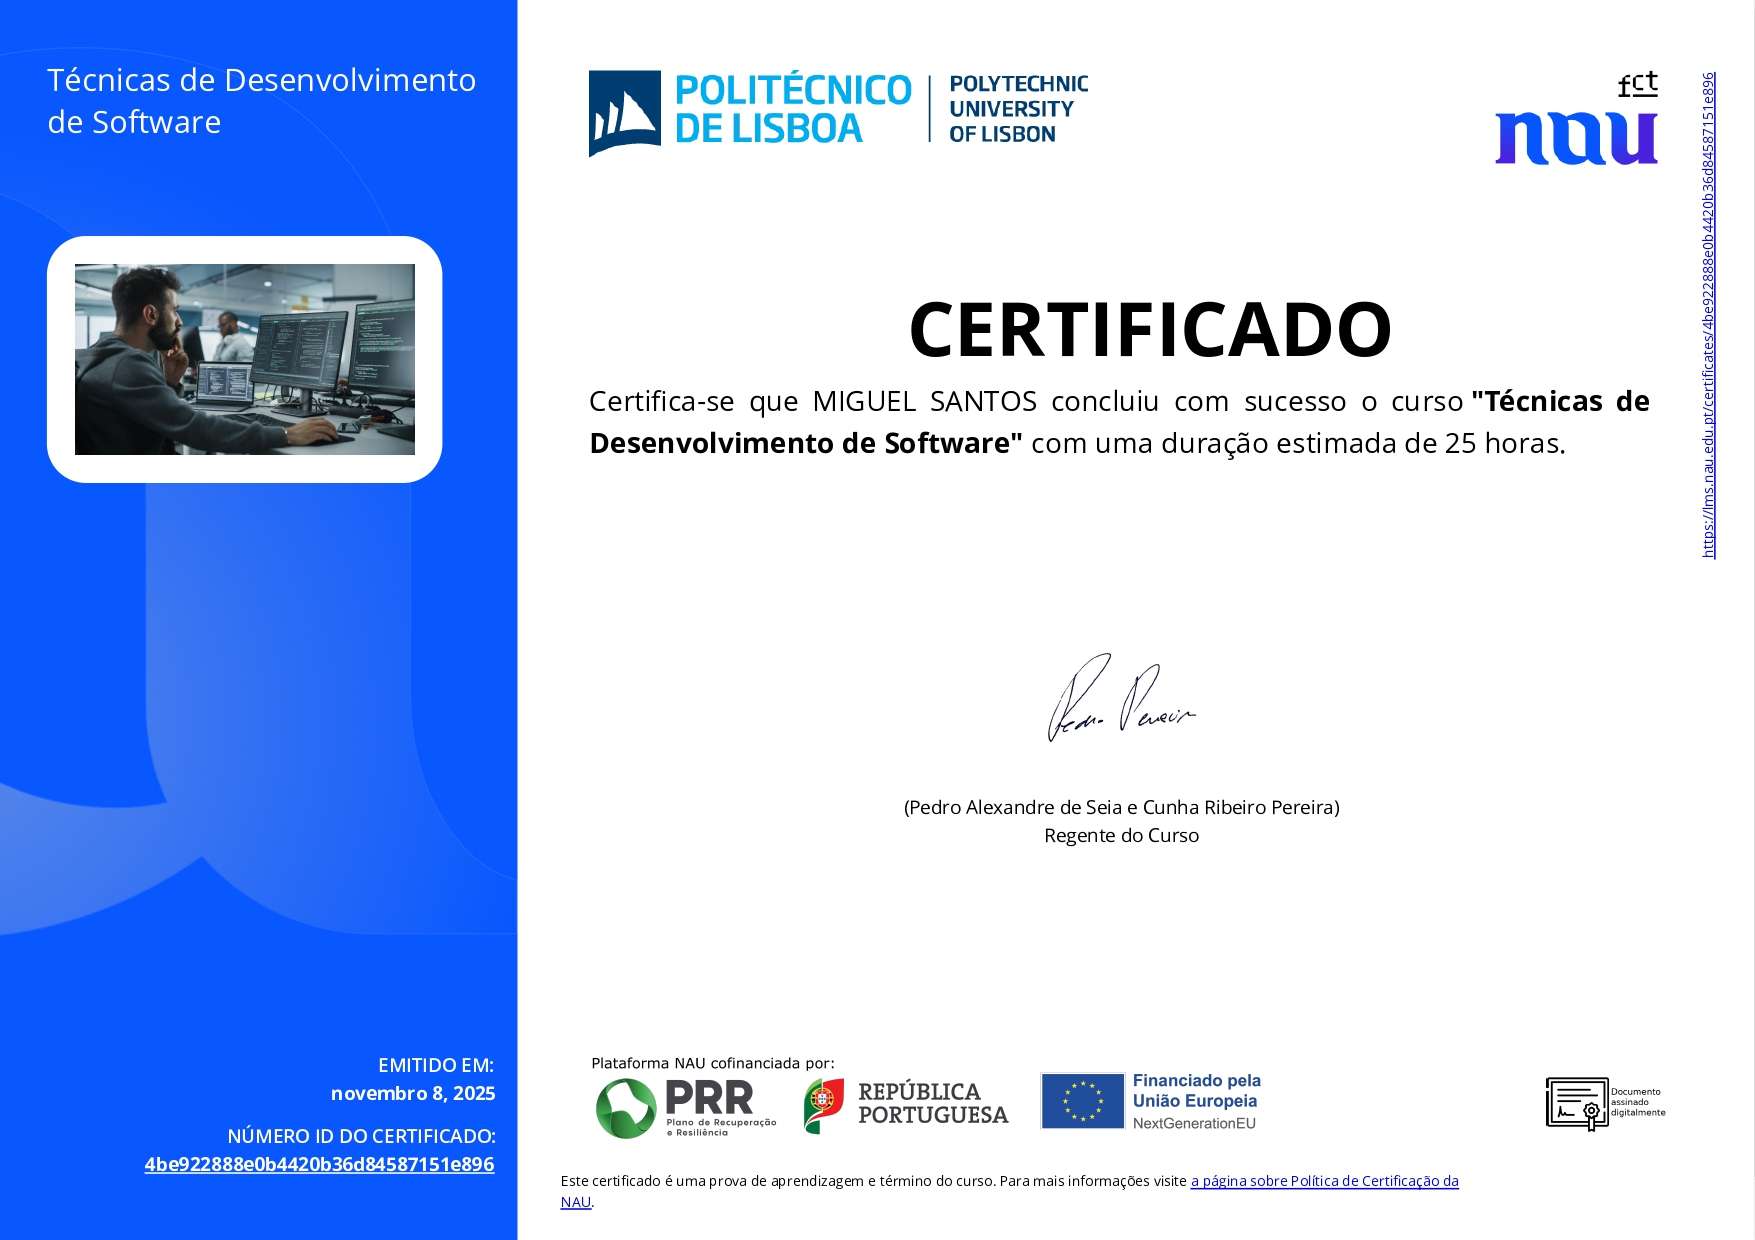 Técnicas de Desenvolvimento
de Software
POLITÉCNICO
DE LISBOA
POLYTECHNIC
UNIVERSITY
OF LISBON
fct
nau
https://lms.nau.edu.pt/certificates/4be922888e0b4420b36d84587151e896
CERTIFICADO
Certifica-se que MIGUEL SANTOS concluiu com sucesso o curso "Técnicas de
Desenvolvimento de Software" com uma duração estimada de 25 horas.
Pedro Pereira
(Pedro Alexandre de Seia e Cunha Ribeiro Pereira)
Regente do Curso
EMITIDO EM:
novembro 8, 2025
NÚMERO ID DO CERTIFICADO:
4be922888e0b4420b36d84587151e896
Plataforma NAU cofinanciada por:
PRR
Plano de Recuperação
e Resiliência
REPÚBLICA
PORTUGUESA
Financiado pela
União Europeia
NextGenerationEU
Documento
assinado
digitalmente
Este certificado é uma prova de aprendizagem e término do curso. Para mais informações visite a página sobre Política de Certificação da
NAU.